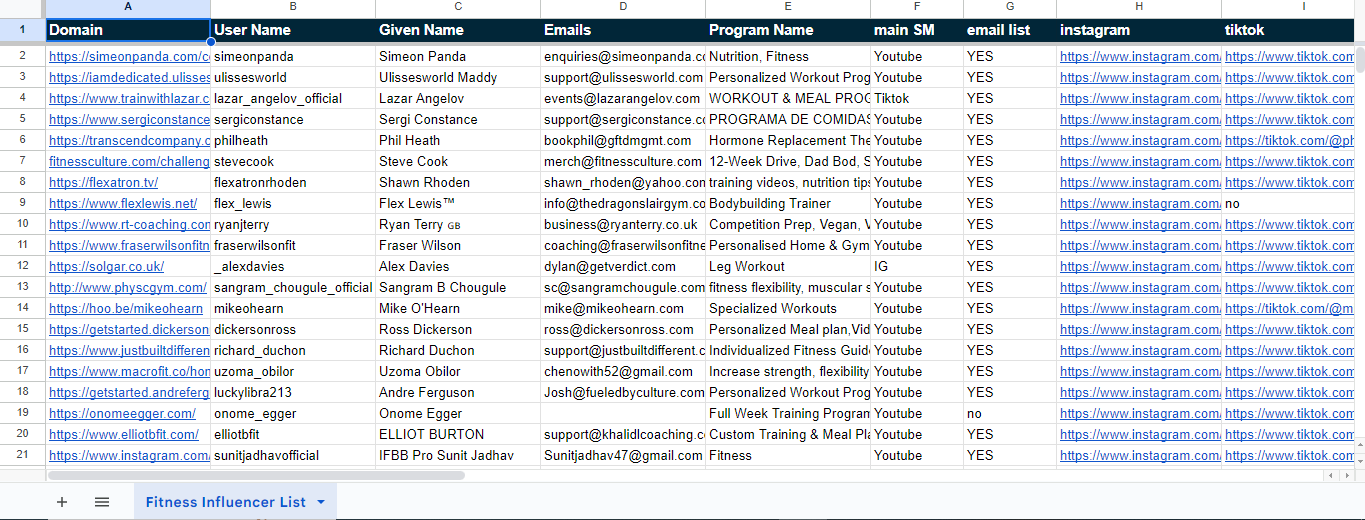 A B C D E F G H I
1 Domain User Name Given Name Emails Program Name main SM email list instagram tiktok
2 https://simeonpanda.com/c simeonpanda Simeon Panda enquiries@simeonpanda.c Nutrition, Fitness Youtube YES https://www.instagram.com/ https://www.tiktok.com
3 https://iamdedicated.ulisses ulissesworld Ulissesworld Maddy support@ulissesworld.com Personalized Workout Prog Youtube YES https://www.instagram.com/ https://www.tiktok.com
4 https://www.trainwithlazar.c lazar_angelov_official Lazar Angelov events@lazarangelov.com WORKOUT & MEAL PROG Tiktok YES https://www.instagram.com/ https://www.tiktok.com
5 https://www.sergiconstance sergiconstance Sergi Constance support@sergiconstance.c PROGRAMA DE COMIDAS Youtube YES https://www.instagram.com/ https://www.tiktok.com
6 https://transcendcompany.c philheath Phil Heath bookphil@gftdmgmt.com Hormone Replacement The Youtube YES https://www.instagram.com/ https://tiktok.com/@ph
7 fitnessculture.com/challeng stevecook Steve Cook merch@fitnessculture.com 12-Week Drive, Dad Bod, S Youtube YES https://www.instagram.com/ https://www.tiktok.com
8 https://flexatron.tv/ flexatronrhoden Shawn Rhoden shawn_rhoden@yahoo.con training videos, nutrition tips Youtube YES https://www.instagram.com/ https://www.tiktok.com
9 https://www.flexlewis.net/ flex_lewis Flex Lewis™ info@thedragonslairgym.co Bodybuilding Trainer Youtube YES https://www.instagram.com/ no
10 https://www.rt-coaching.com ryanjterry Ryan Terry GB business@ryanterry.co.uk Competition Prep, Vegan, V Youtube YES https://www.instagram.com/ https://www.tiktok.com
11 https://www.fraserwilsonfitn fraserwilsonfit Fraser Wilson coaching@fraserwilsonfitne Personalised Home & Gym Youtube YES https://www.instagram.com/ https://www.tiktok.com
12 https://solgar.co.uk/ _alexdavies Alex Davies dylan@getverdict.com Leg Workout IG YES https://www.instagram.com/ https://www.tiktok.com
13 http://www.physcgym.com/ sangram_chougule_official Sangram B Chougule sc@sangramchougule.com fitness flexibility, muscular s Youtube YES https://www.instagram.com/ https://www.tiktok.com
14 https://hoo.be/mikeohearn mikeohearn Mike O'Hearn mike@mikeohearn.com Specialized Workouts Youtube YES https://www.instagram.com/ https://tiktok.com/@m
15 https://getstarted.dickerson dickersonross Ross Dickerson ross@dickersonross.com Personalized Meal plan,Vid Youtube YES https://www.instagram.com/ https://www.tiktok.com
16 https://www.justbuiltdifferen richard_duchon Richard Duchon support@justbuiltdifferent.c Individualized Fitness Guid Youtube YES https://www.instagram.com/ https://www.tiktok.com
17 https://www.macrofit.co/hon uzoma_obilor Uzoma Obilor chenowith52@gmail.com Increase strength, flexibility Youtube YES https://www.instagram.com/ https://www.tiktok.com
18 https://getstarted.andreferg luckylibra213 Andre Ferguson Josh@fueledbyculture.com Personalized Workout Prog Youtube YES https://www.instagram.com/ https://www.tiktok.com
19 https://onomeegger.com/ onome_egger Onome Egger Full Week Training Program Youtube no https://www.instagram.com/ https://www.tiktok.com
20 https://www.elliotbfit.com/ elliotbfit ELLIOT BURTON support@khalidlcoaching.c Custom Training & Meal Pla Youtube YES https://www.instagram.com/ https://www.tiktok.com
21 https://www.instagram.com/ sunitjadhavofficial IFBB Pro Sunit Jadhav Sunitjadhav47@gmail.com Fitness Youtube YES https://www.instagram.com/ https://www.tiktok.com
Fitness Influencer List